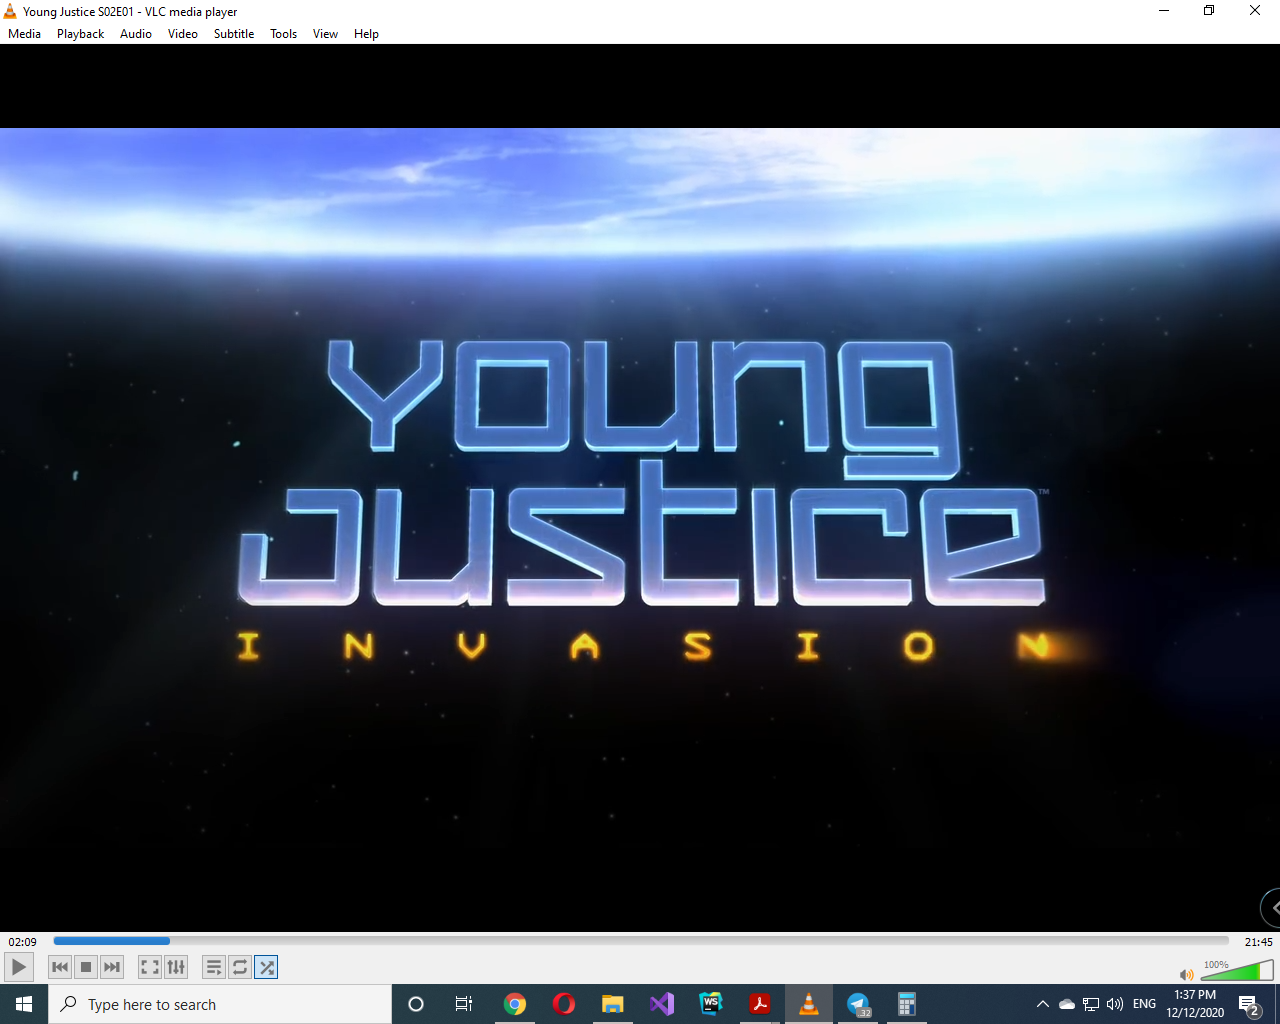 Young Justice S02E01 - VLC media player
Media Playback Audio Video Subtitle Tools View Help
Young
Justice™
INVASION
02:09 21:45
100%
WS
Type here to search
.32
ENG
1:37 PM
12/12/2020
2